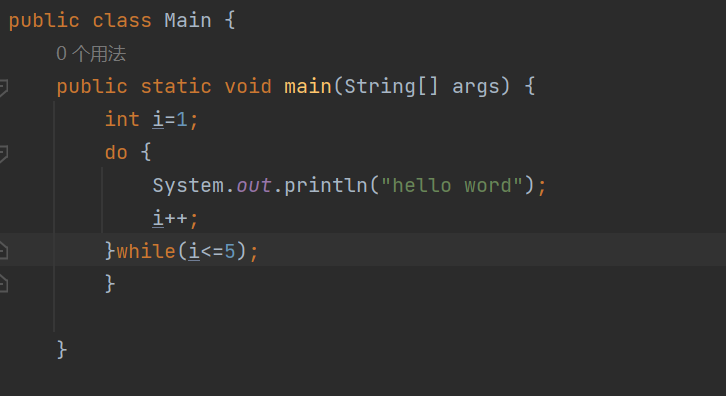 public class Main {
0 个用法
public static void main(String[] args) {
int i=1;
do {
System.out.println("hello word");
i++;
}while(i<=5);
}
}